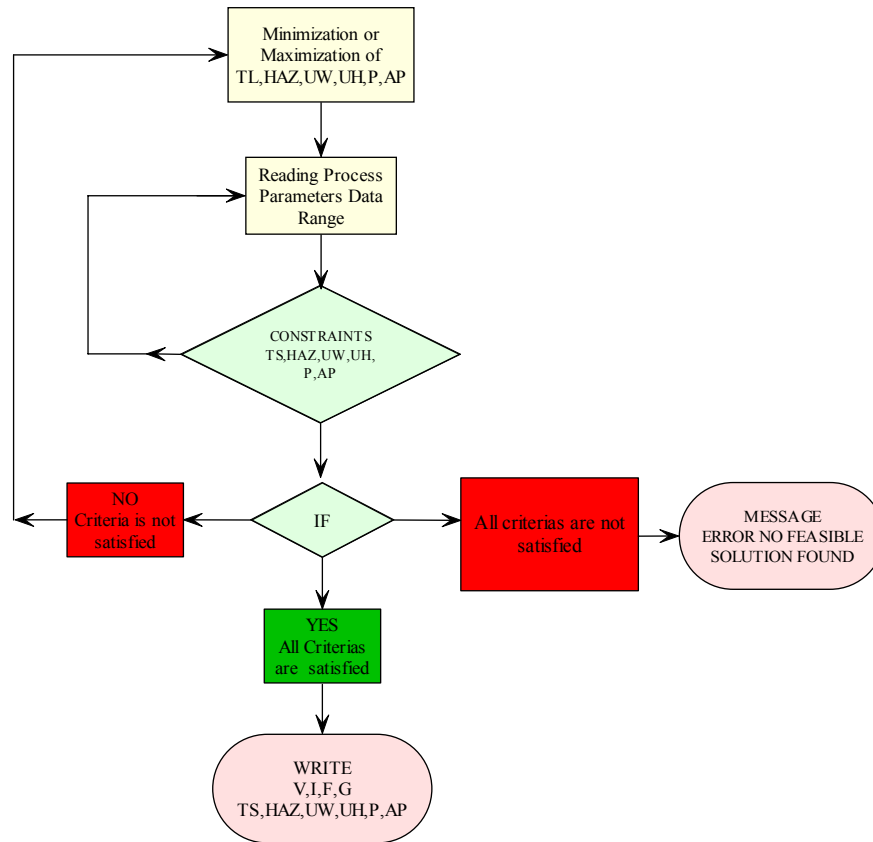 Minimization or
Maximization of
TL,HAZ,UW,UH,P,AP
Reading Process
Parameters Data
Range
CONSTRAINTS
TS,HAZ,UW,UH,
P,AP
NO
Criteria is not
satisfied
IF
All criterias are not
satisfied
MESSAGE
ERROR NO FEASIBLE
SOLUTION FOUND
YES
All Criterias
are satisfied
WRITE
V,I,F,G
TS,HAZ,UW,UH,P,AP